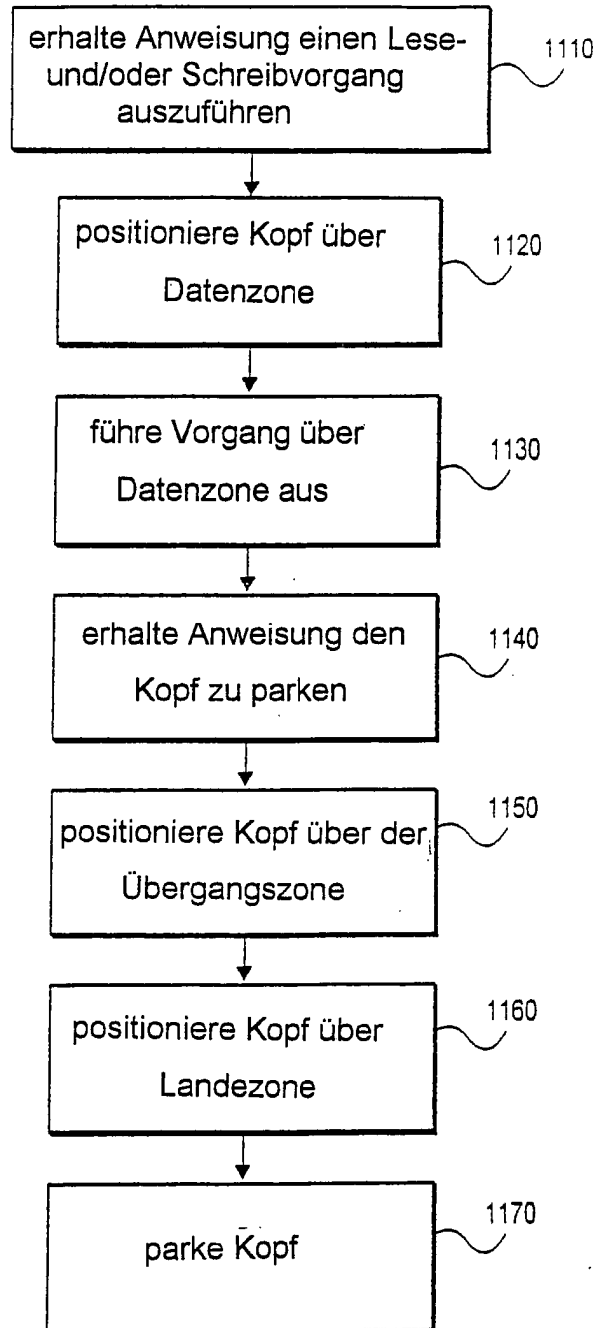 erhalte Anweisung einen Lese-
und/oder Schreibvorgang
auszuführen
1110
positioniere Kopf über
Datenzone
1120
führe Vorgang über
Datenzone aus
1130
erhalte Anweisung den
Kopf zu parken
1140
positioniere Kopf über der
Übergangszone
1150
positioniere Kopf über
Landezone
1160
parke Kopf
1170